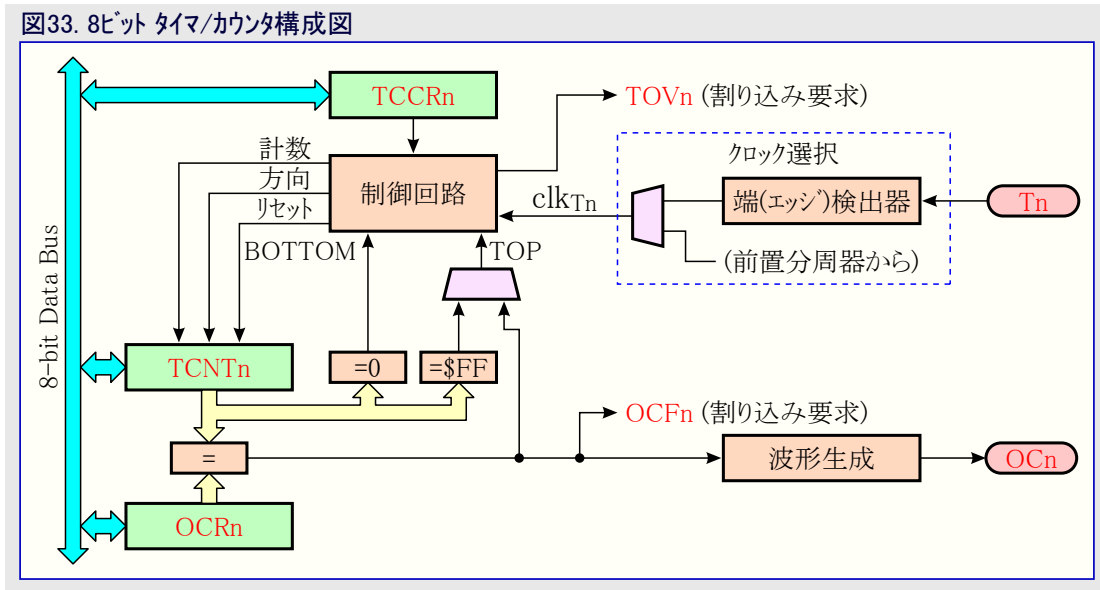 図33. 8ビット タイマ/カウンタ構成図
TCCRn
TOVn (割り込み要求)
計数
方向
リセット
制御回路
clkTn
クロック選択
端(エッジ)検出器
Tn
(前置分周器から)
BOTTOM
TOP
8-bit Data Bus
TCNTn
=0
=$FF
OCFn (割り込み要求)
=
波形生成
OCn
OCRn